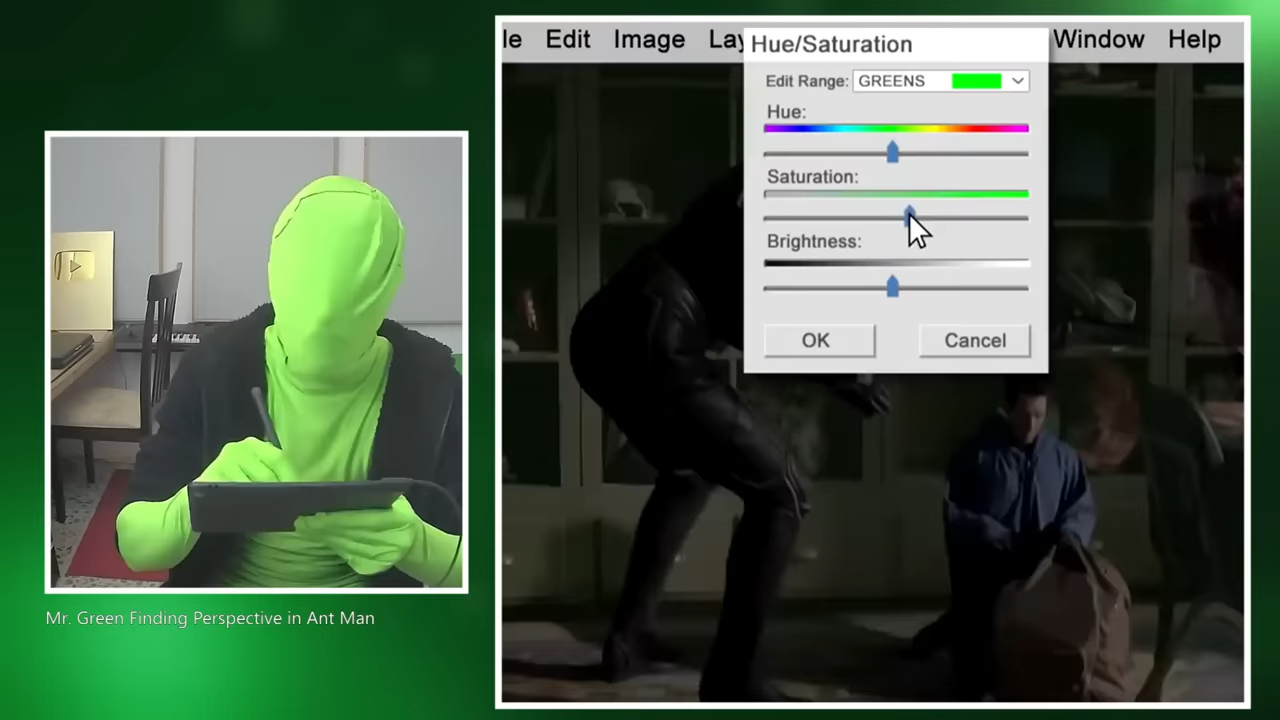 le Edit Image Lay Window Help
Hue/Saturation
Edit Range: GREENS
Hue:
Saturation:
Brightness:
OK Cancel
Mr. Green Finding Perspective in Ant Man